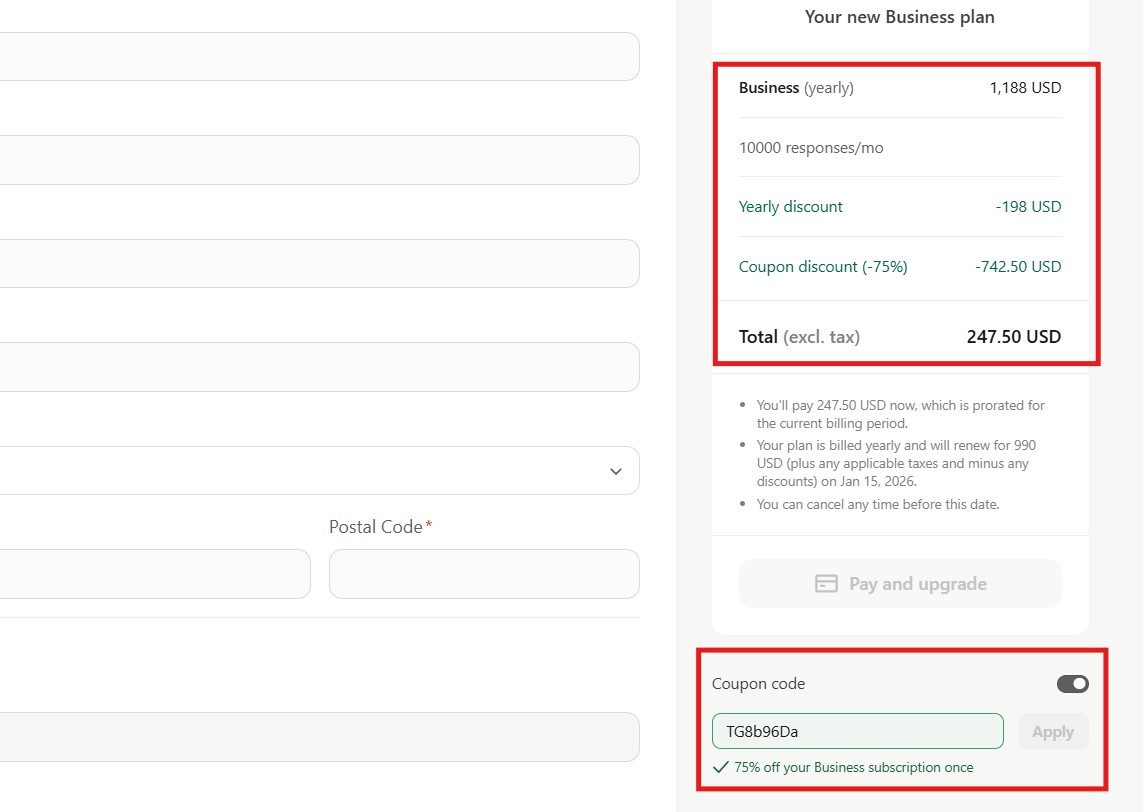 Your new Business plan
Business (yearly) 1,188 USD
10000 responses/mo
Yearly discount -198 USD
Coupon discount (-75%) -742.50 USD
Total (excl. tax) 247.50 USD
• You'll pay 247.50 USD now, which is prorated for
the current billing period.
• Your plan is billed yearly and will renew for 990
USD (plus any applicable taxes and minus any
discounts) on Jan 15, 2026.
• You can cancel any time before this date.
Postal Code*
Pay and upgrade
Coupon code
TG8b96Da Apply
75% off your Business subscription once